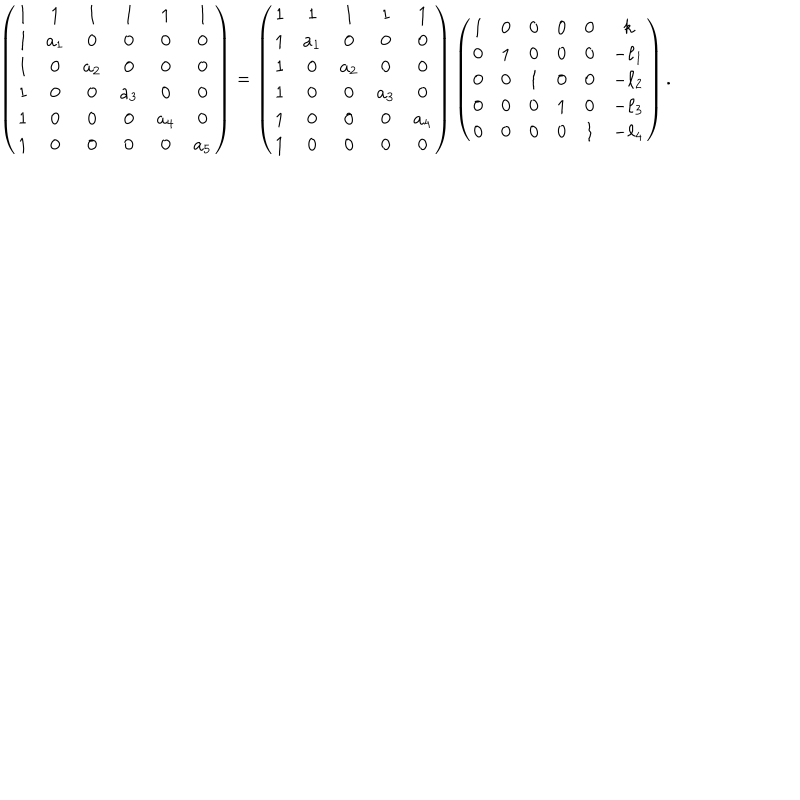 \begin{pmatrix} 1 & 1 & 1 & 1 & 1 & 1 \\ 1 & a_1 & 0 & 0 & 0 & 0 \\ 1 & 0 & a_2 & 0 & 0 & 0 \\ 1 & 0 & 0 & a_3 & 0 & 0 \\ 1 & 0 & 0 & 0 & a_4 & 0 \\ 1 & 0 & 0 & 0 & 0 & a_5 \end{pmatrix} = \begin{pmatrix} 1 & 1 & 1 & 1 & 1 \\ 1 & a_1 & 0 & 0 & 0 \\ 1 & 0 & a_2 & 0 & 0 \\ 1 & 0 & 0 & a_3 & 0 \\ 1 & 0 & 0 & 0 & a_4 \\ 1 & 0 & 0 & 0 & 0 \end{pmatrix} \begin{pmatrix} 1 & 0 & 0 & 0 & 0 & k \\ 0 & 1 & 0 & 0 & 0 & -\ell_1 \\ 0 & 0 & 1 & 0 & 0 & -\ell_2 \\ 0 & 0 & 0 & 1 & 0 & -\ell_3 \\ 0 & 0 & 0 & 0 & 1 & -\ell_4 \end{pmatrix}.